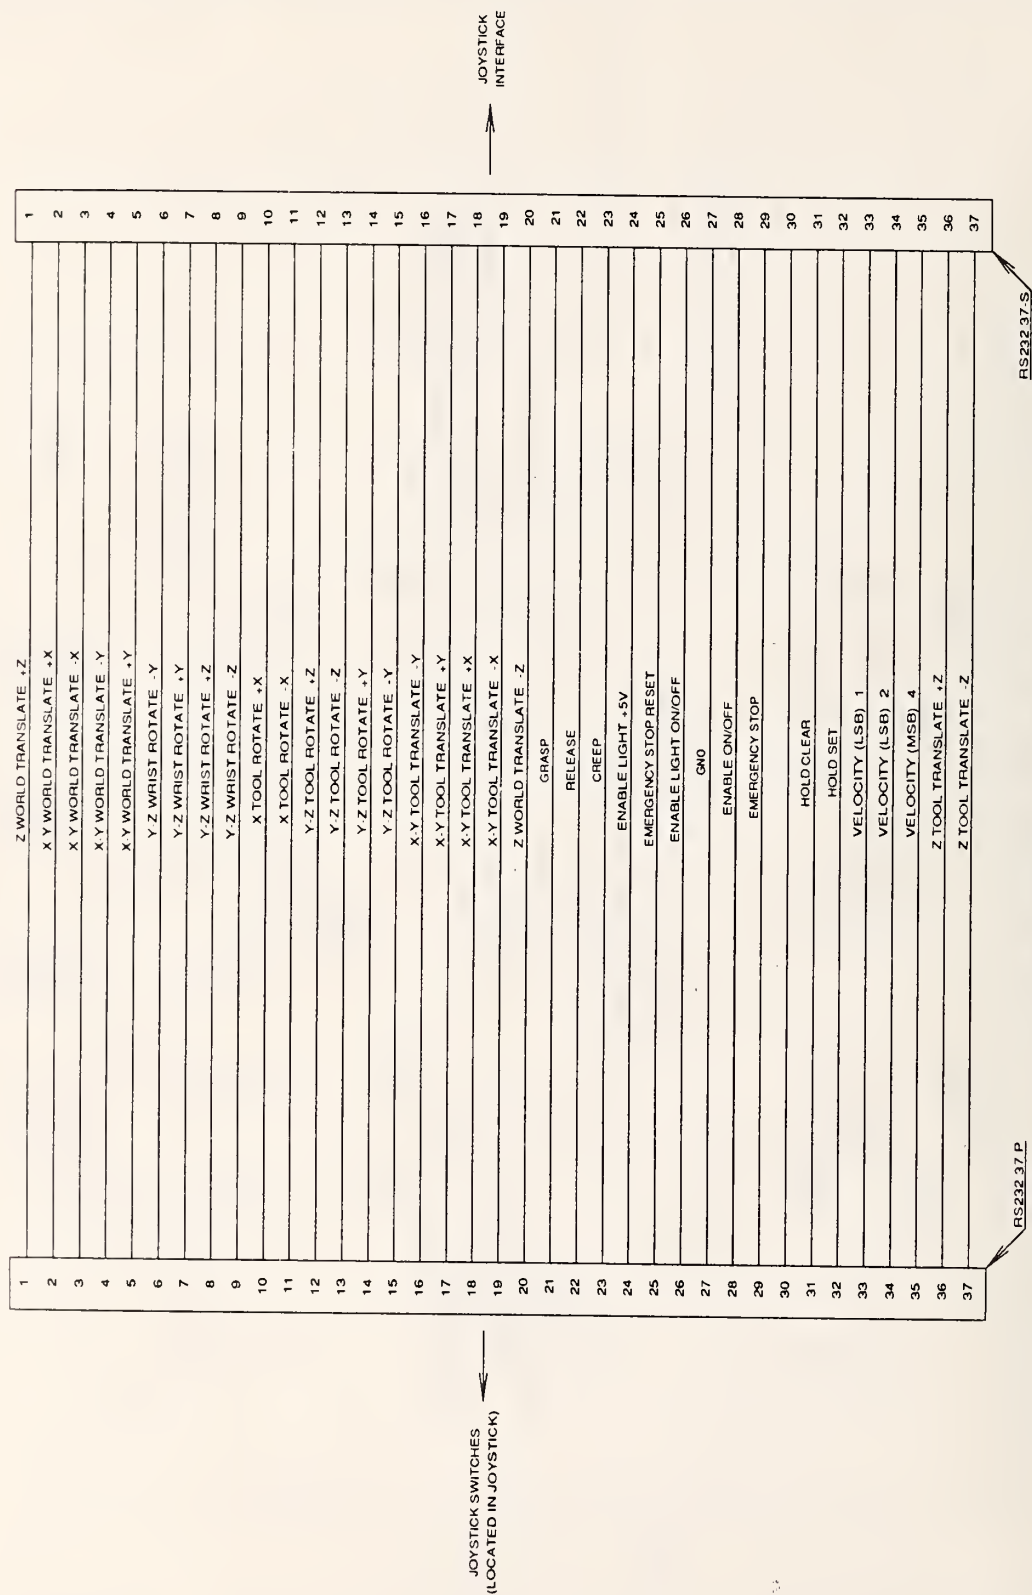 JOYSTICK SWITCHES
(LOCATED IN JOYSTICK)
1 Z WORLD TRANSLATE +Z 1
2 X Y WORLD TRANSLATE +X 2
3 X Y WORLD TRANSLATE -X 3
4 X-Y WORLD TRANSLATE -Y 4
5 X-Y WORLD TRANSLATE +Y 5
6 Y-Z WRIST ROTATE -Y 6
7 Y-Z WRIST ROTATE +Y 7
8 Y-Z WRIST ROTATE +Z 8
9 Y-Z WRIST ROTATE -Z 9
10 X TOOL ROTATE +X 10
11 X TOOL ROTATE -X 11
12 Y-Z TOOL ROTATE +Z 12
13 Y-Z TOOL ROTATE -Z 13
14 Y-Z TOOL ROTATE +Y 14
15 Y-Z TOOL ROTATE -Y 15
16 X-Y TOOL TRANSLATE -Y 16
17 X-Y TOOL TRANSLATE +Y 17
18 X-Y TOOL TRANSLATE +X 18
19 X-Y TOOL TRANSLATE -X 19
20 Z WORLD TRANSLATE -Z 20
21 GRASP 21
22 RELEASE 22
23 CREEP 23
24 ENABLE LIGHT +5V 24
25 EMERGENCY STOP RESET 25
26 ENABLE LIGHT ON/OFF 26
27 GND 27
28 ENABLE ON/OFF 28
29 EMERGENCY STOP 29
30 30
31 HOLD CLEAR 31
32 HOLD SET 32
33 VELOCITY (LSB) 1 33
34 VELOCITY (LSB) 2 34
35 VELOCITY (MSB) 4 35
36 Z TOOL TRANSLATE +Z 36
37 Z TOOL TRANSLATE -Z 37
JOYSTICK
INTERFACE
RS232 37 P
RS232 37-S